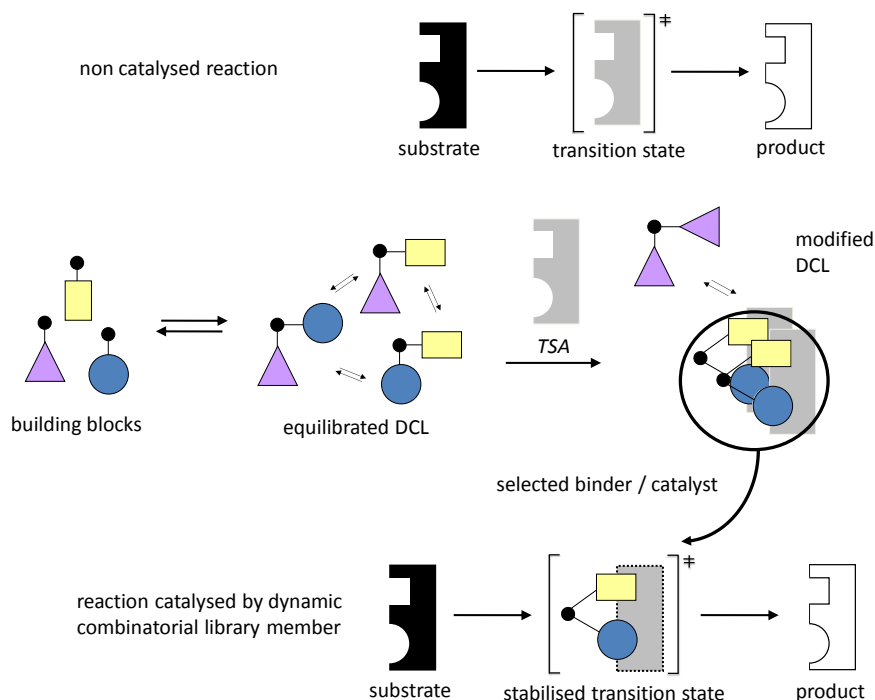 non catalysed reaction
‡
substrate
transition state
product
modified
DCL
TSA
building blocks
equilibrated DCL
selected binder / catalyst
‡
reaction catalysed by dynamic
combinatorial library member
substrate
stabilised transition state
product